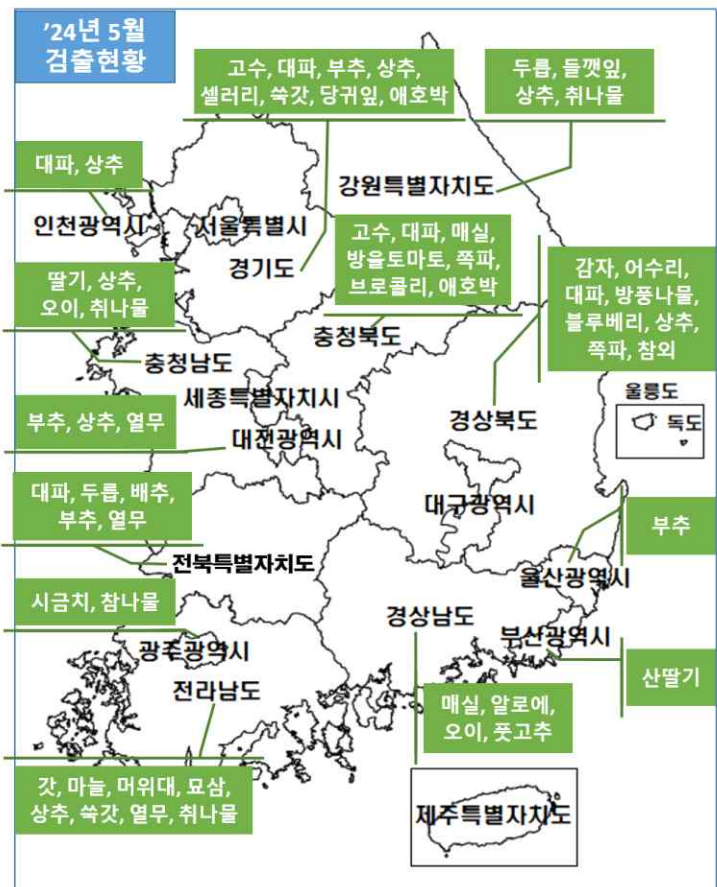 ’24년 5월
검출현황
고수, 대파, 부추, 상추,
셀러리, 쑥갓, 당귀잎, 애호박
두릅, 들깻잎,
상추, 취나물
대파, 상추
강원특별자치도
인천광역시
서울특별시
경기도
고수, 대파, 매실,
방울토마토, 쪽파,
브로콜리, 애호박
감자, 어수리,
대파, 방풍나물,
블루베리, 상추,
쪽파, 참외
딸기, 상추,
오이, 취나물
충청북도
충청남도
세종특별자치시
울릉도
독도
경상북도
부추, 상추, 열무
대전광역시
대파, 두릅, 배추,
부추, 열무
대구광역시
부추
전북특별자치도
울산광역시
시금치, 참나물
경상남도
부산광역시
광주광역시
산딸기
전라남도
매실, 알로에,
오이, 풋고추
갓, 마늘, 머위대, 묘삼,
상추, 쑥갓, 열무, 취나물
제주특별자치도